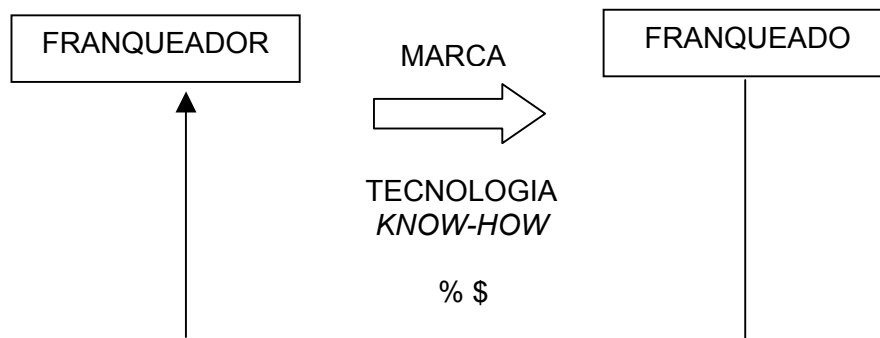 FRANQUEADOR
MARCA
FRANQUEADO
TECNOLOGIA
KNOW-HOW
% $